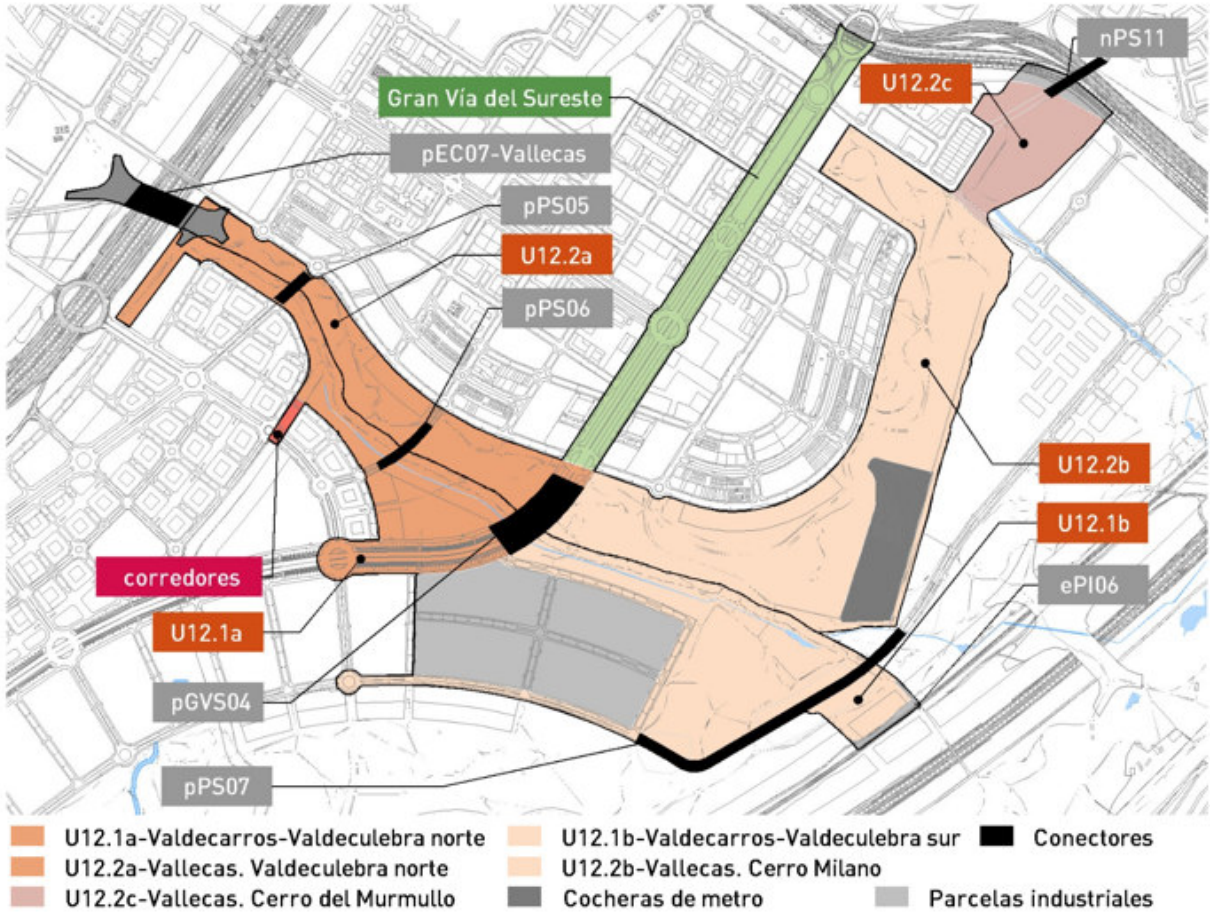 nPS11
U12.2c
Gran Vía del Sureste
pEC07-Vallecas
pPS05
U12.2a
pPS06
U12.2b
U12.1b
corredores
ePI06
U12.1a
pGVS04
pPS07
U12.1a-Valdecarros-Valdeculebra norte
U12.1b-Valdecarros-Valdeculebra sur
Conectores
U12.2a-Vallecas. Valdeculebra norte
U12.2b-Vallecas. Cerro Milano
U12.2c-Vallecas. Cerro del Murmullo
Cocheras de metro
Parcelas industriales